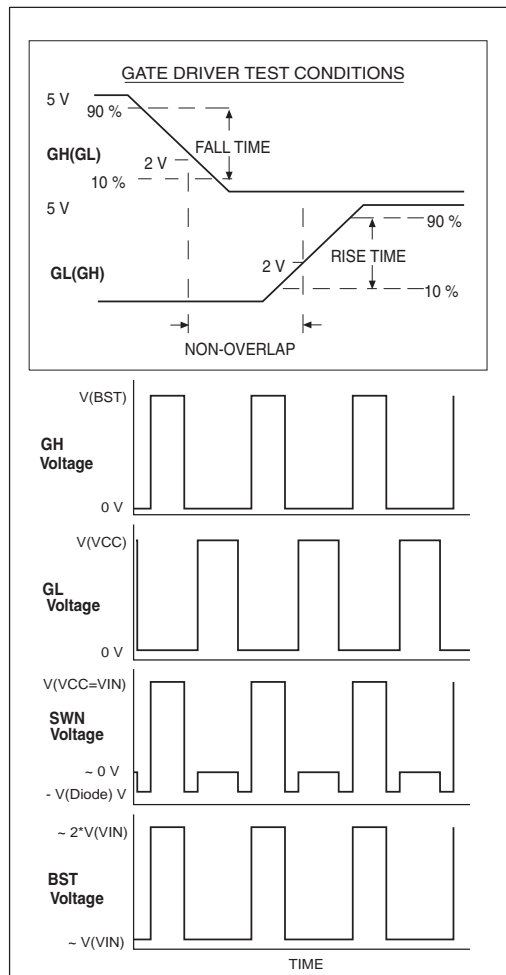 GATE DRIVER TEST CONDITIONS
5 V
90 %
FALL TIME
GH(GL)
2 V
10 %
5 V
90 %
2 V
RISE TIME
GL(GH)
10 %
NON-OVERLAP
V(BST)
GH
Voltage
0 V
V(VCC)
GL
Voltage
0 V
V(VCC=VIN)
SWN
Voltage
~ 0 V
- V(Diode) V
~ 2*V(VIN)
BST
Voltage
~ V(VIN)
TIME